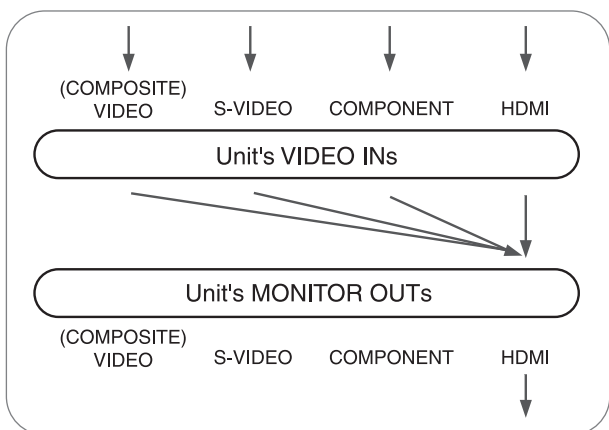 (COMPOSITE)
VIDEO S-VIDEO COMPONENT HDMI
Unit's VIDEO INs
Unit's MONITOR OUTs
(COMPOSITE)
VIDEO S-VIDEO COMPONENT HDMI